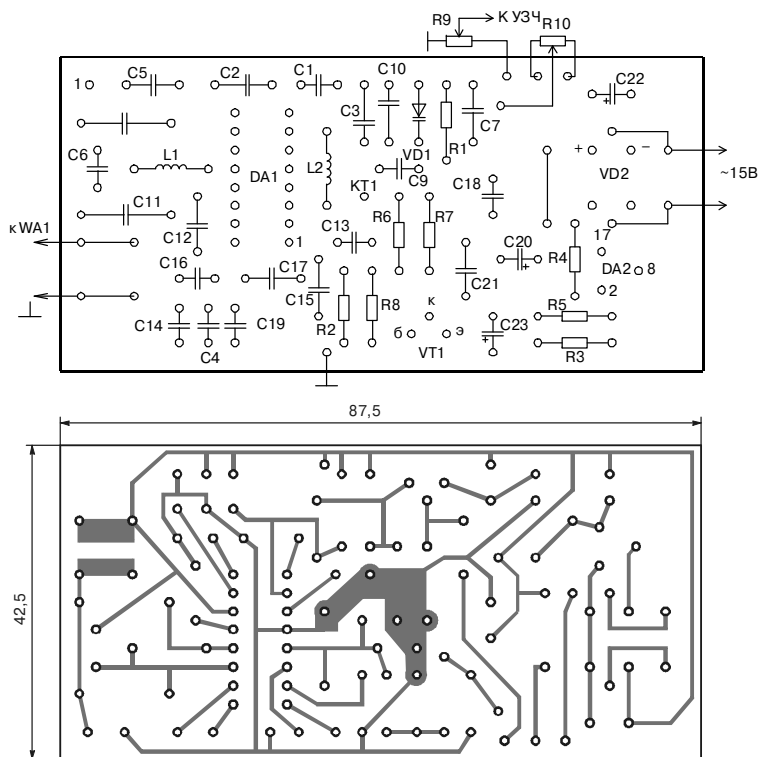 R9
К УЗЧ
R10
C5
C2
C1
C10
C22
1
C3
VD1
R1
C7
C6
L1
DA1
L2
C9
+
−
VD2
~15В
КТ1
C18
C11
R6
R7
кWA1
C12
1
C13
17
C20
+
R4
DA2
8
C16
C17
C15
C21
2
R2
R8
к
R5
C14
C19
б
э
C23
+
C4
VT1
R3
87,5
42,5